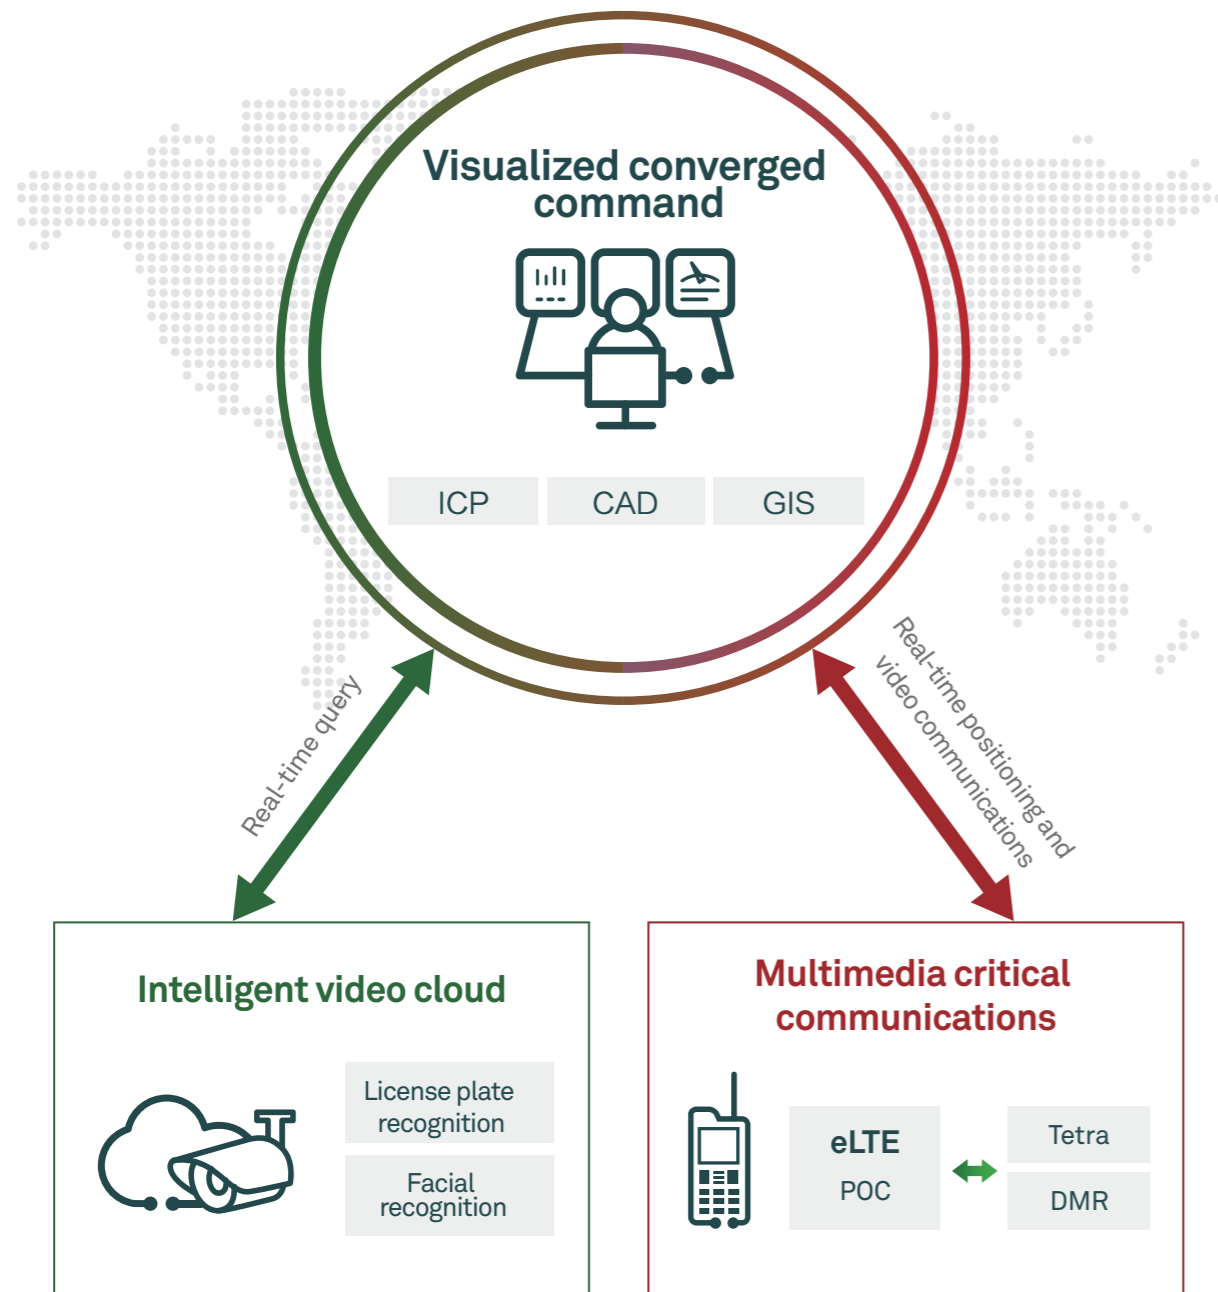 Visualized converged
command
ICP
CAD
GIS
Real-time query
Real-time positioning and
video communications
Intelligent video cloud
License plate
recognition
Facial
recognition
Multimedia critical
communications
eLTE
POC
Tetra
DMR